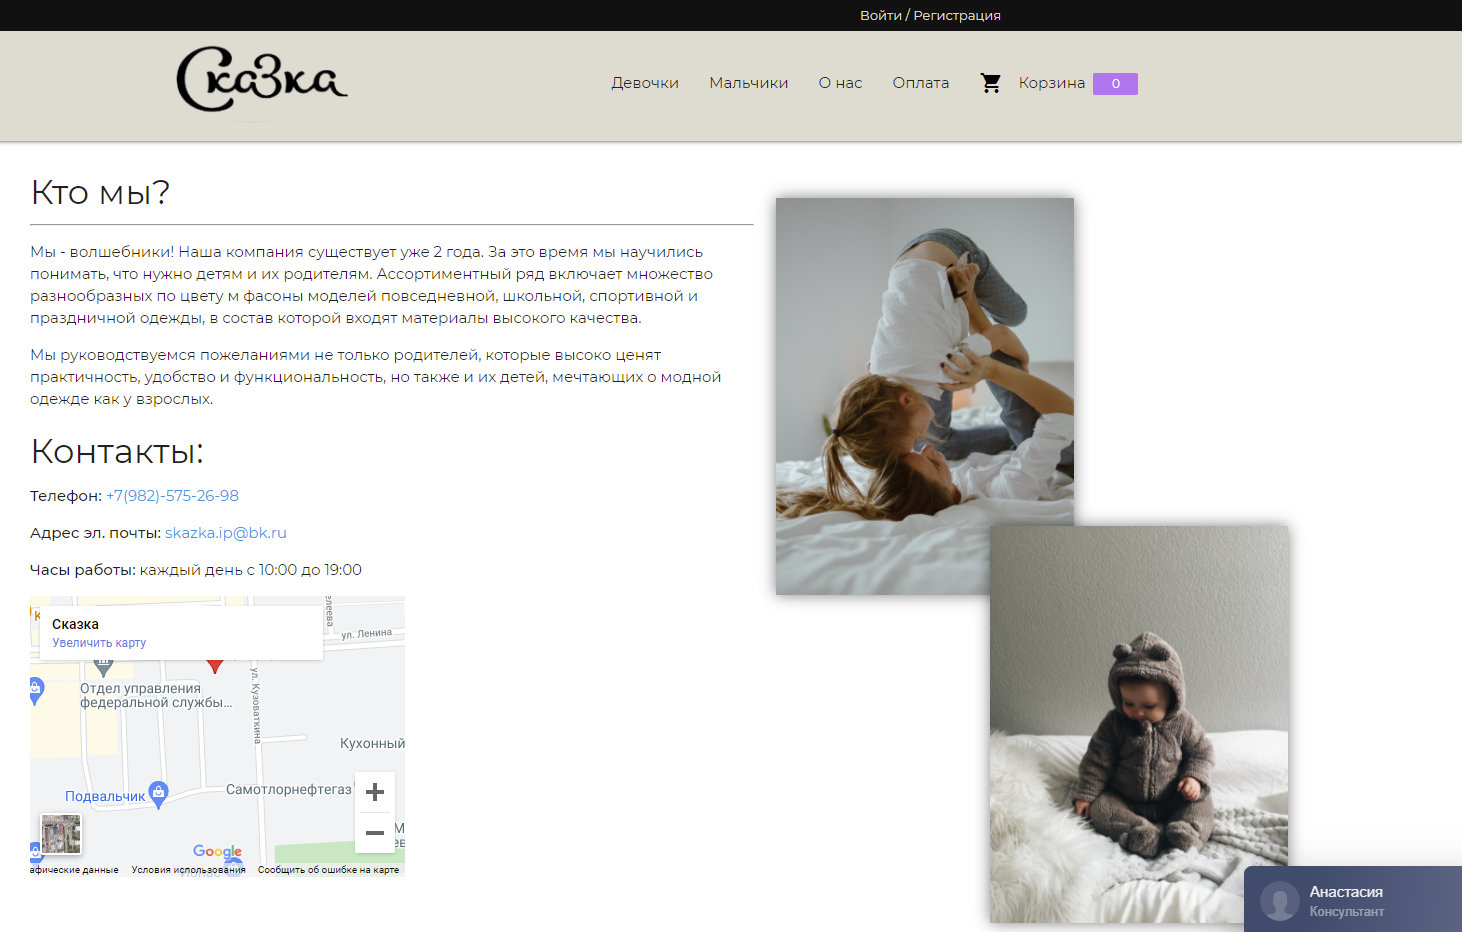 Войти / Регистрация
Сказка
Девочки Мальчики О нас Оплата Корзина 0
Кто мы?
Мы - волшебники! Наша компания существует уже 2 года. За это время мы научились
понимать, что нужно детям и их родителям. Ассортиментный ряд включает множество
разнообразных по цвету м фасоны моделей повседневной, школьной, спортивной и
праздничной одежды, в состав которой входят материалы высокого качества.
Мы руководствуемся пожеланиями не только родителей, которые высоко ценят
практичность, удобство и функциональность, но также и их детей, мечтающих о модной
одежде как у взрослых.
Контакты:
Телефон: +7(982)-575-26-98
Адрес эл. почты: skazka.ip@bk.ru
Часы работы: каждый день с 10:00 до 19:00
Сказка
Увеличить карту
ул. Ленина
Отдел управления
федеральной службы...
ул. Кузоваткина
Кухонный
Самотлорнефтегаз
Подвальчик
Google
афические данные Условия использования Сообщить об ошибке на карте
Анастасия
Консультант